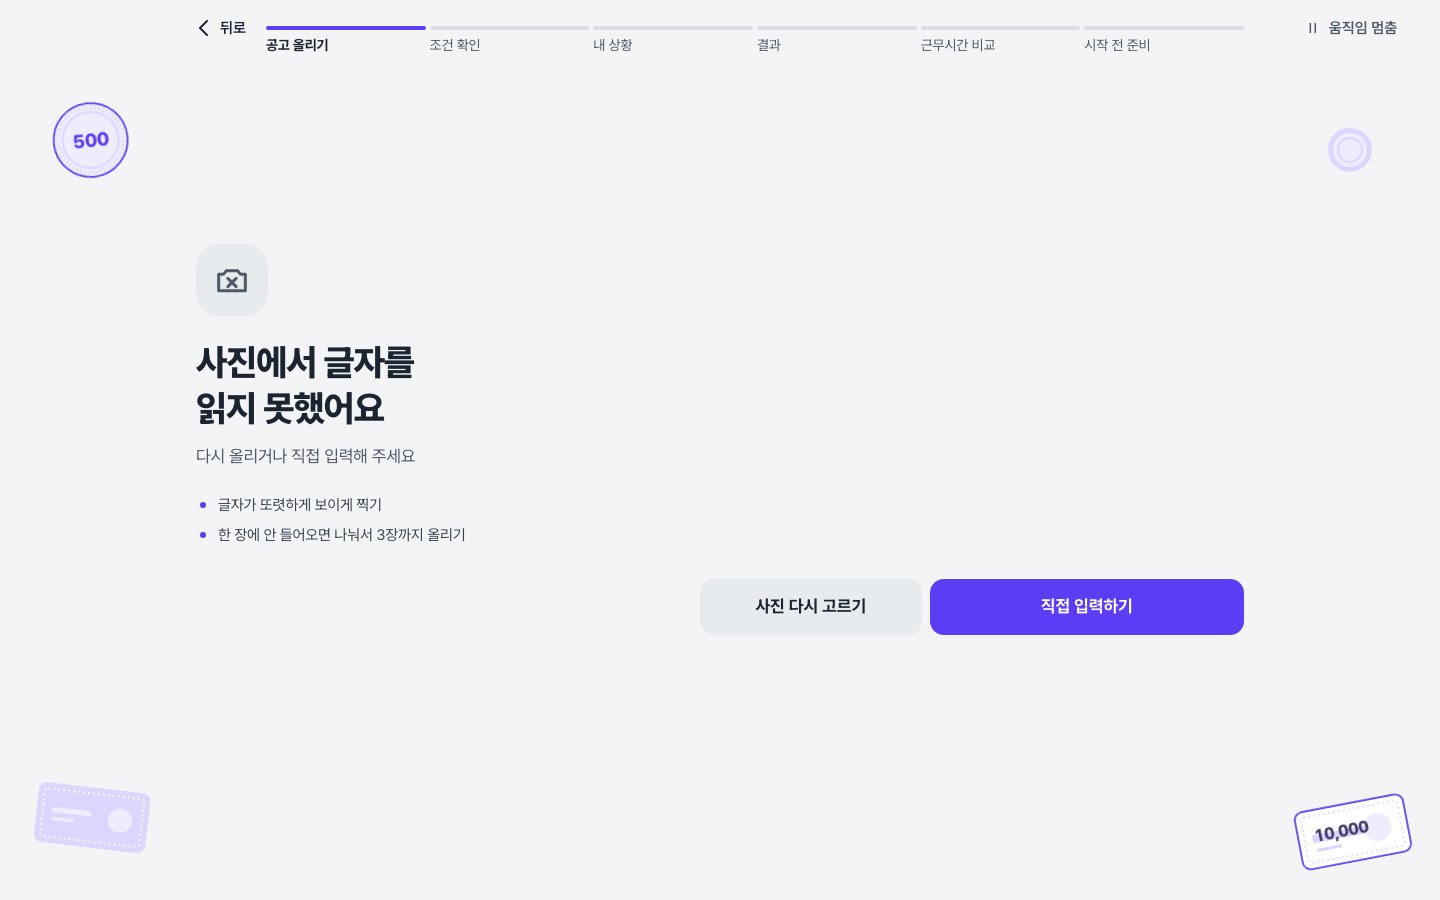 뒤로
공고 올리기
조건 확인
내 상황
결과
근무시간 비교
시작 전 준비
움직임 멈춤
500
사진에서 글자를
읽지 못했어요
다시 올리거나 직접 입력해 주세요
글자가 또렷하게 보이게 찍기
한 장에 안 들어오면 나눠서 3장까지 올리기
사진 다시 고르기
직접 입력하기
10,000